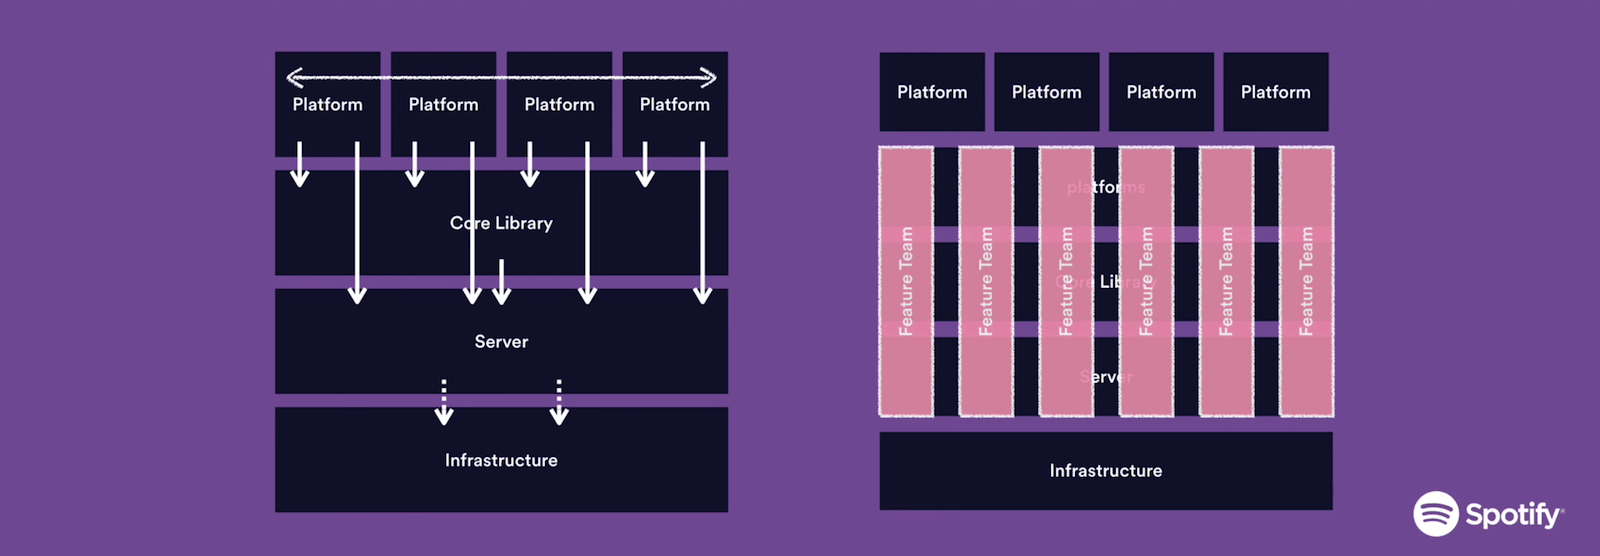 Platform
Platform
Platform
Platform
Core Library
Server
Infrastructure
Platform
Platform
Platform
Platform
platforms
Core Library
Server
Feature Team
Feature Team
Feature Team
Feature Team
Feature Team
Feature Team
Infrastructure
Spotify®